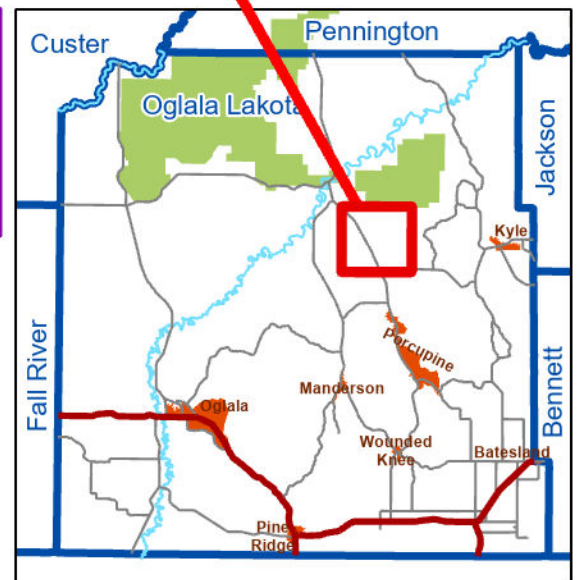 Custer
Pennington
Oglala Lakota
Jackson
Kyle
Fall River
Porcupine
Manderson
Oglala
Bennett
Wounded
Knee
Batesland
Pine
Ridge